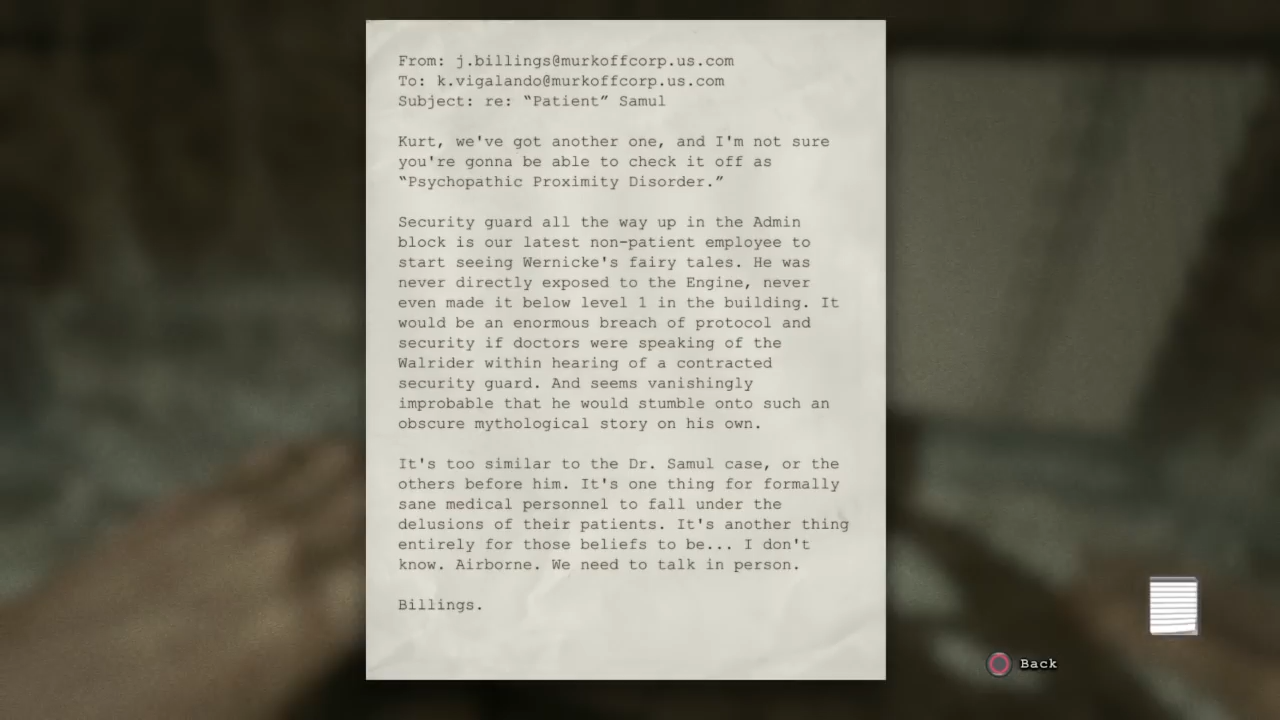 From: j.billings@murkoffcorp.us.com
To: k.vigalando@murkoffcorp.us.com
Subject: re: “Patient” Samul
Kurt, we've got another one, and I'm not sure
you're gonna be able to check it off as
“Psychopathic Proximity Disorder.”
Security guard all the way up in the Admin
block is our latest non-patient employee to
start seeing Wernicke's fairy tales. He was
never directly exposed to the Engine, never
even made it below level 1 in the building. It
would be an enormous breach of protocol and
security if doctors were speaking of the
Walrider within hearing of a contracted
security guard. And seems vanishingly
improbable that he would stumble onto such an
obscure mythological story on his own.
It's too similar to the Dr. Samul case, or the
others before him. It's one thing for formally
sane medical personnel to fall under the
delusions of their patients. It's another thing
entirely for those beliefs to be... I don't
know. Airborne. We need to talk in person.
Billings.
Back